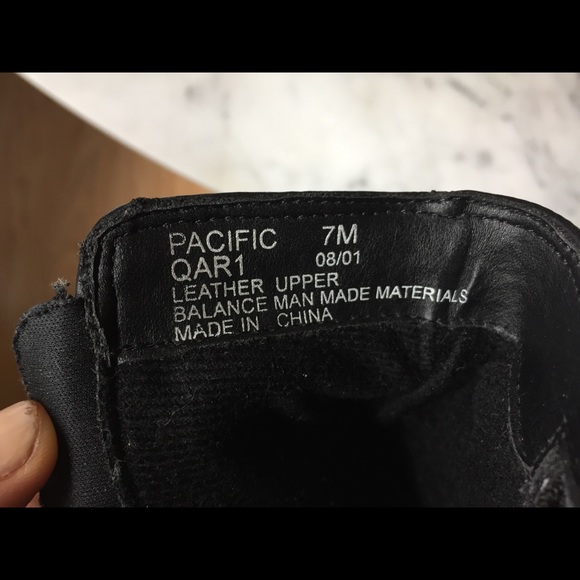 PACIFIC 7M
QAR1 08/01
LEATHER UPPER
BALANCE MAN MADE MATERIALS
MADE IN CHINA